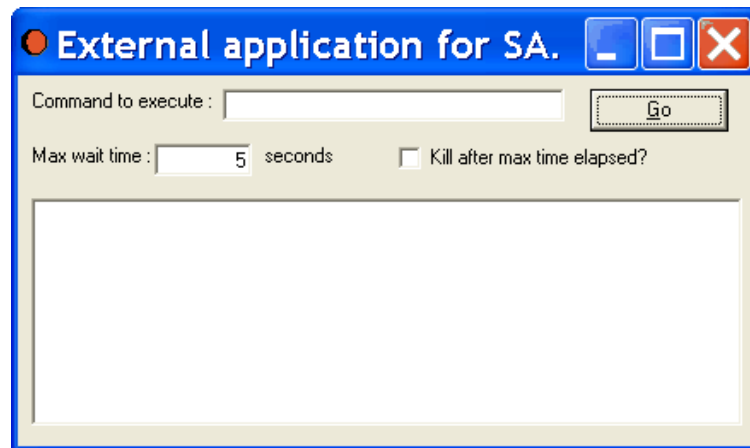 External application for SA.
Command to execute :
Go
Max wait time : 5 seconds
Kill after max time elapsed?